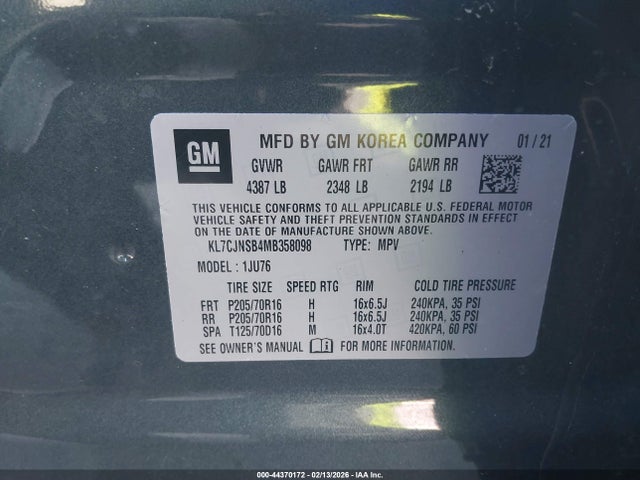 GM MFD BY GM KOREA COMPANY 01/21
GVWR GAWR FRT GAWR RR
4387 LB 2348 LB 2194 LB
THIS VEHICLE CONFORMS TO ALL APPLICABLE U.S. FEDERAL MOTOR
VEHICLE SAFETY AND THEFT PREVENTION STANDARDS IN EFFECT
ON THE DATE OF MANUFACTURE SHOWN ABOVE.
KL7CJNSB4MB358098 TYPE: MPV
MODEL: 1JU76
TIRE SIZE SPEED RTG RIM COLD TIRE PRESSURE
FRT P205/70R16 H 16x6.5J 240KPA, 35 PSI
RR P205/70R16 H 16x6.5J 240KPA, 35 PSI
SPA T125/70D16 M 16x4.0T 420KPA, 60 PSI
SEE OWNER'S MANUAL FOR MORE INFORMATION.
000-44370172 - 02/13/2026 - IAA Inc.